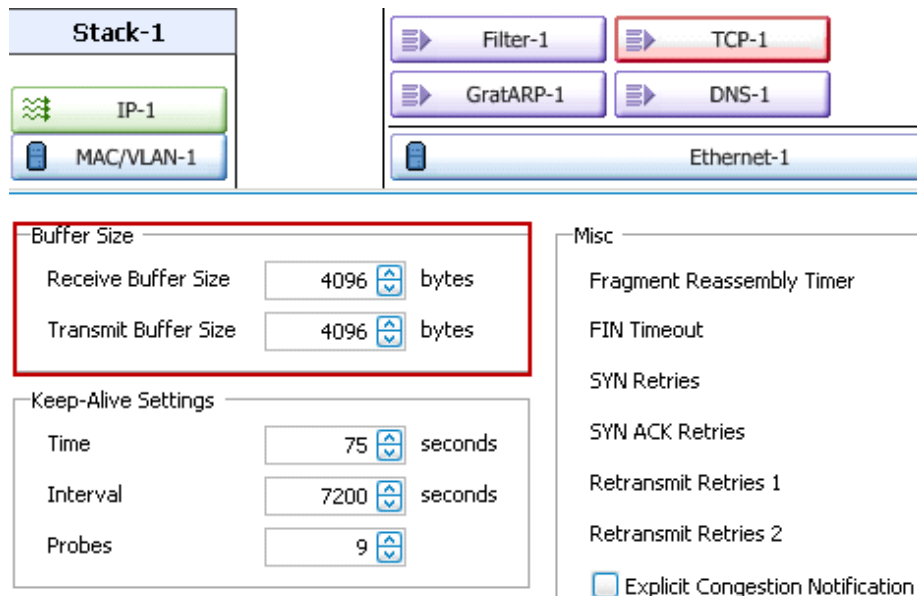 Stack-1
IP-1
MAC/VLAN-1
Filter-1
TCP-1
GratARP-1
DNS-1
Ethernet-1
Buffer Size
Receive Buffer Size 4096 bytes
Transmit Buffer Size 4096 bytes
Keep-Alive Settings
Time 75 seconds
Interval 7200 seconds
Probes 9
Misc
Fragment Reassembly Timer
FIN Timeout
SYN Retries
SYN ACK Retries
Retransmit Retries 1
Retransmit Retries 2
Explicit Congestion Notification